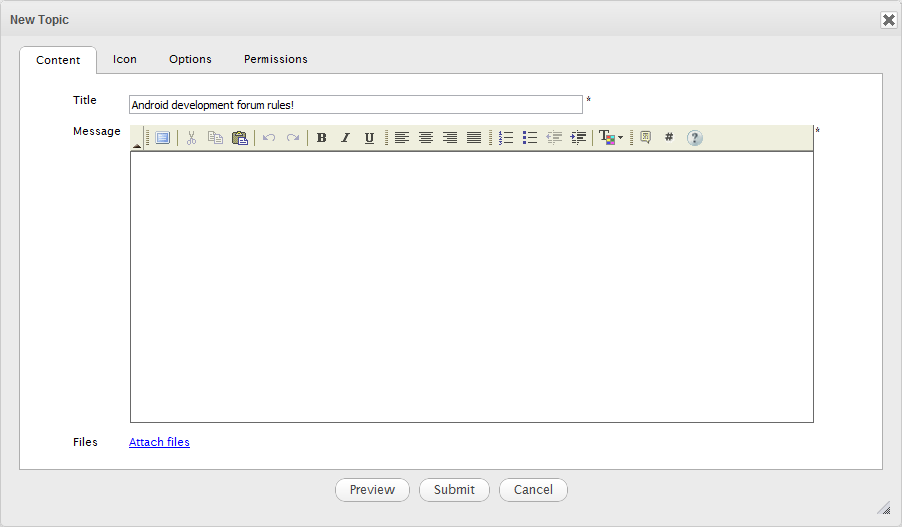 New Topic
Content Icon Options Permissions
Title Android development forum rules! *
Message B I U T # ? *
Files Attach files
Preview Submit Cancel